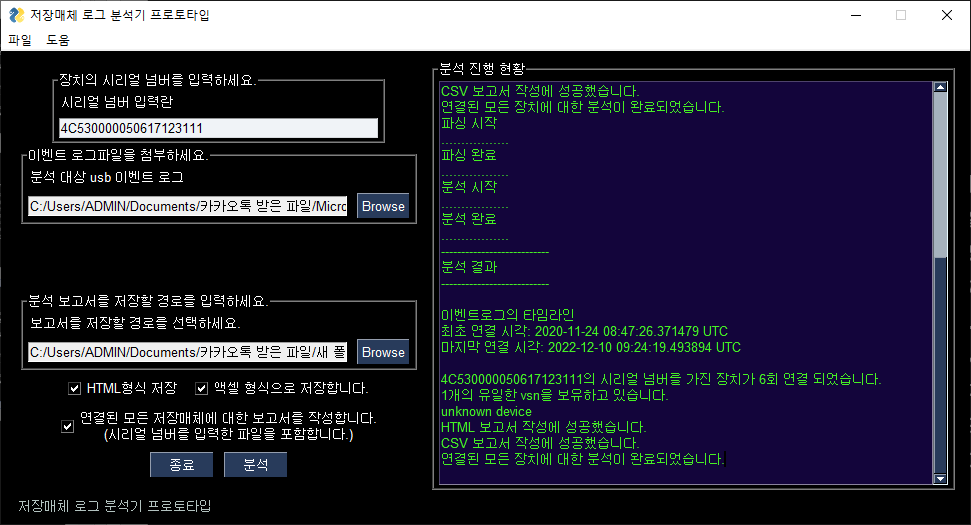 저장매체 로그 분석기 프로토타입
파일 도움
장치의 시리얼 넘버를 입력하세요.
시리얼 넘버 입력란
4C530000050617123111
이벤트 로그파일을 첨부하세요.
분석 대상 usb 이벤트 로그
C:/Users/ADMIN/Documents/카카오톡 받은 파일/Micro
Browse
분석 보고서를 저장할 경로를 입력하세요.
보고서를 저장할 경로를 선택하세요.
C:/Users/ADMIN/Documents/카카오톡 받은 파일/새 폴
Browse
HTML형식 저장 액셀 형식으로 저장합니다.
연결된 모든 저장매체에 대한 보고서를 작성합니다.
(시리얼 넘버를 입력한 파일을 포함합니다.)
종료 분석
저장매체 로그 분석기 프로토타입
분석 진행 현황
CSV 보고서 작성에 성공했습니다.
연결된 모든 장치에 대한 분석이 완료되었습니다.
파싱 시작
.................
파싱 완료
.................
분석 시작
.................
분석 완료
.................
---------------------------
분석 결과
---------------------------
이벤트로그의 타임라인
최초 연결 시각: 2020-11-24 08:47:26.371479 UTC
마지막 연결 시각: 2022-12-10 09:24:19.493894 UTC
4C530000050617123111의 시리얼 넘버를 가진 장치가 6회 연결 되었습니다.
1개의 유일한 vsn을 보유하고 있습니다.
unknown device
HTML 보고서 작성에 성공했습니다.
CSV 보고서 작성에 성공했습니다.
연결된 모든 장치에 대한 분석이 완료되었습니다.